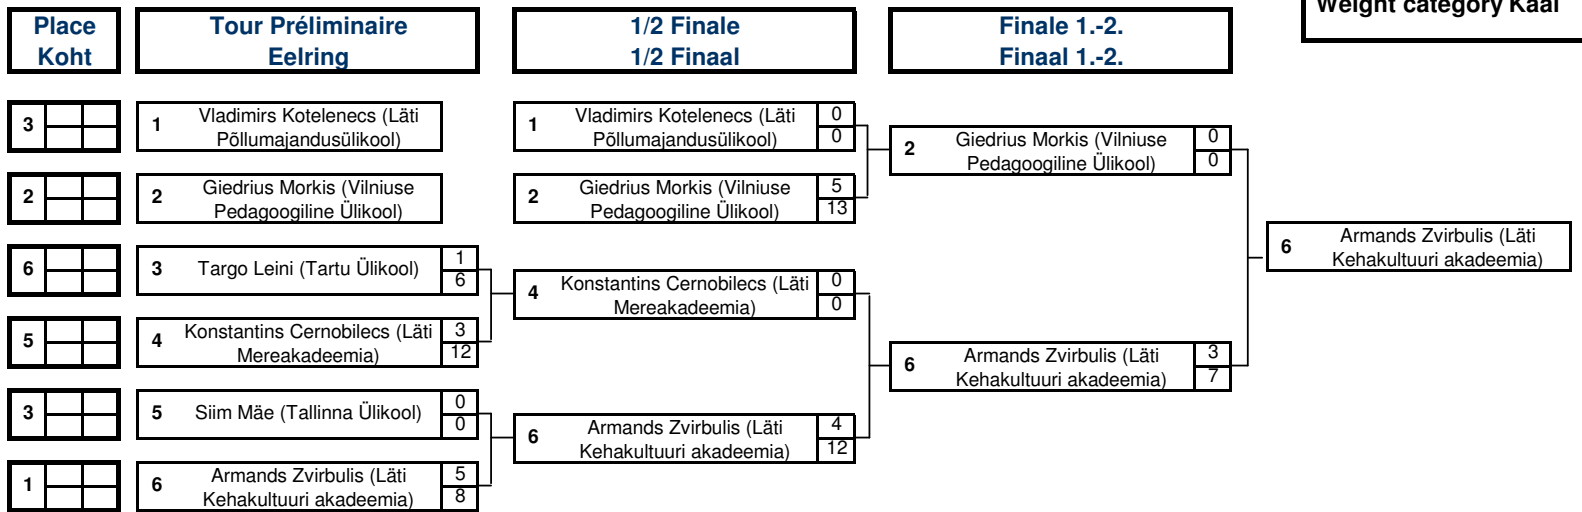 Weight category Kaal
Place
Koht
Tour Préliminaire
Eelring
1/2 Finale
1/2 Finaal
Finale 1.-2.
Finaal 1.-2.
3
1
Vladimirs Kotelenecs (Läti
Põllumajandusülikool)
2
2
Giedrius Morkis (Vilniuse
Pedagoogiline Ülikool)
6
3
Targo Leini (Tartu Ülikool)
1
6
5
4
Konstantins Cernobilecs (Läti
Mereakadeemia)
3
12
3
5
Siim Mäe (Tallinna Ülikool)
0
0
1
6
Armands Zvirbulis (Läti
Kehakultuuri akadeemia)
5
8
1
Vladimirs Kotelenecs (Läti
Põllumajandusülikool)
0
0
2
Giedrius Morkis (Vilniuse
Pedagoogiline Ülikool)
5
13
4
Konstantins Cernobilecs (Läti
Mereakadeemia)
0
0
6
Armands Zvirbulis (Läti
Kehakultuuri akadeemia)
4
12
2
Giedrius Morkis (Vilniuse
Pedagoogiline Ülikool)
0
0
6
Armands Zvirbulis (Läti
Kehakultuuri akadeemia)
3
7
6
Armands Zvirbulis (Läti
Kehakultuuri akadeemia)